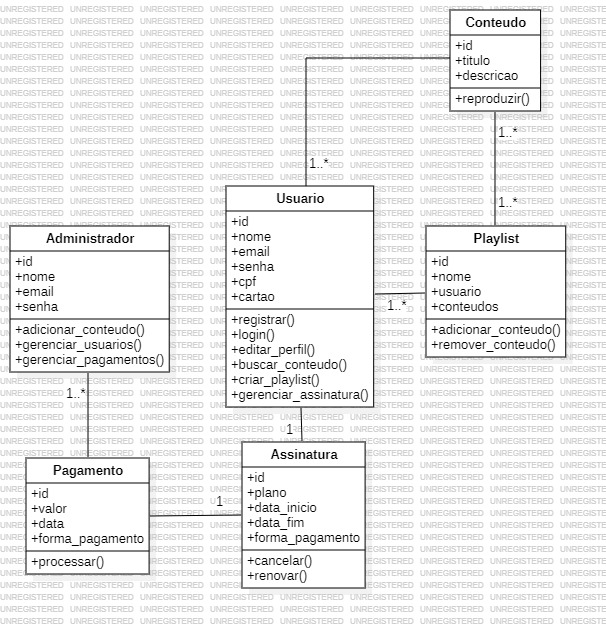 Conteudo
+id
+titulo
+descricao
+reproduzir()
1..*
1..*
1..*
Usuario
+id
+nome
+email
+senha
+cpf
+cartao
+registrar()
+login()
+editar_perfil()
+buscar_conteudo()
+criar_playlist()
+gerenciar_assinatura()
Administrador
+id
+nome
+email
+senha
+adicionar_conteudo()
+gerenciar_usuarios()
+gerenciar_pagamentos()
Playlist
+id
+nome
+usuario
+conteudos
+adicionar_conteudo()
+remover_conteudo()
1..*
1..*
1
Pagamento
+id
+valor
+data
+forma_pagamento
+processar()
1
Assinatura
+id
+plano
+data_inicio
+data_fim
+forma_pagamento
+cancelar()
+renovar()
UNREGISTERED